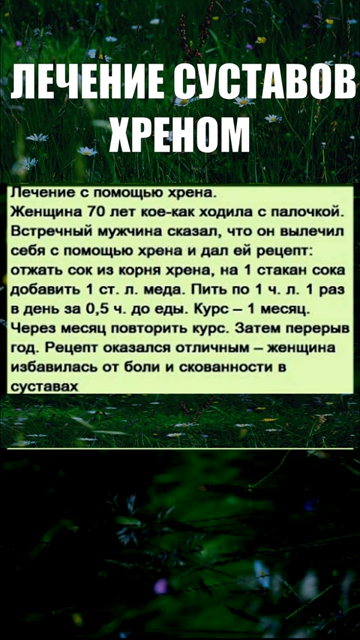 ЛЕЧЕНИЕ СУСТАВОВ
ХРЕНОМ
Лечение с помощью хрена.
Женщина 70 лет кое-как ходила с палочкой.
Встречный мужчина сказал, что он вылечил
себя с помощью хрена и дал ей рецепт:
отжать сок из корня хрена, на 1 стакан сока
добавить 1 ст. л. меда. Пить по 1 ч. л. 1 раз
в день за 0,5 ч. до еды. Курс – 1 месяц.
Через месяц повторить курс. Затем перерыв
год. Рецепт оказался отличным – женщина
избавилась от боли и скованности в
суставах